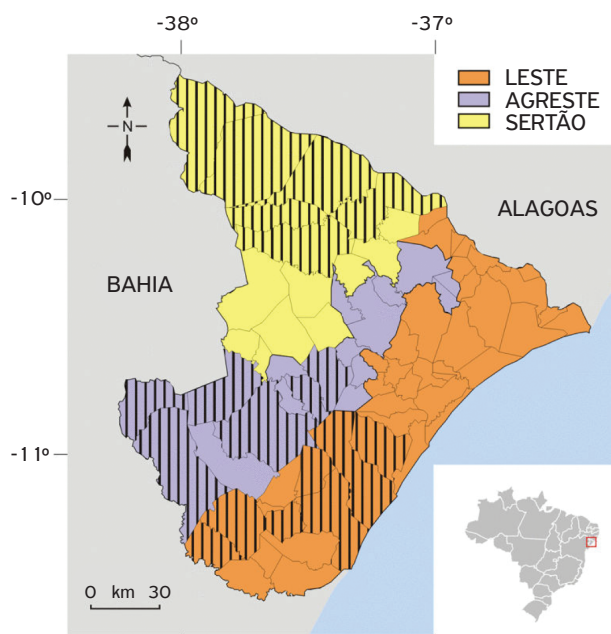 -38º -37º
LESTE
AGRESTE
SERTÃO
N
-10º
ALAGOAS
BAHIA
-11º
0 km 30